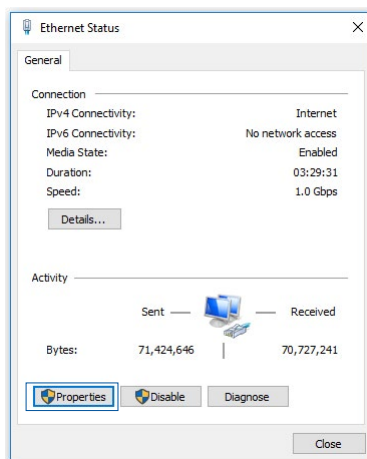 Ethernet Status
General
Connection
IPv4 Connectivity: Internet
IPv6 Connectivity: No network access
Media State: Enabled
Duration: 03:29:31
Speed: 1.0 Gbps
Details...
Activity
Sent Received
Bytes: 71,424,646 70,727,241
Properties Disable Diagnose
Close